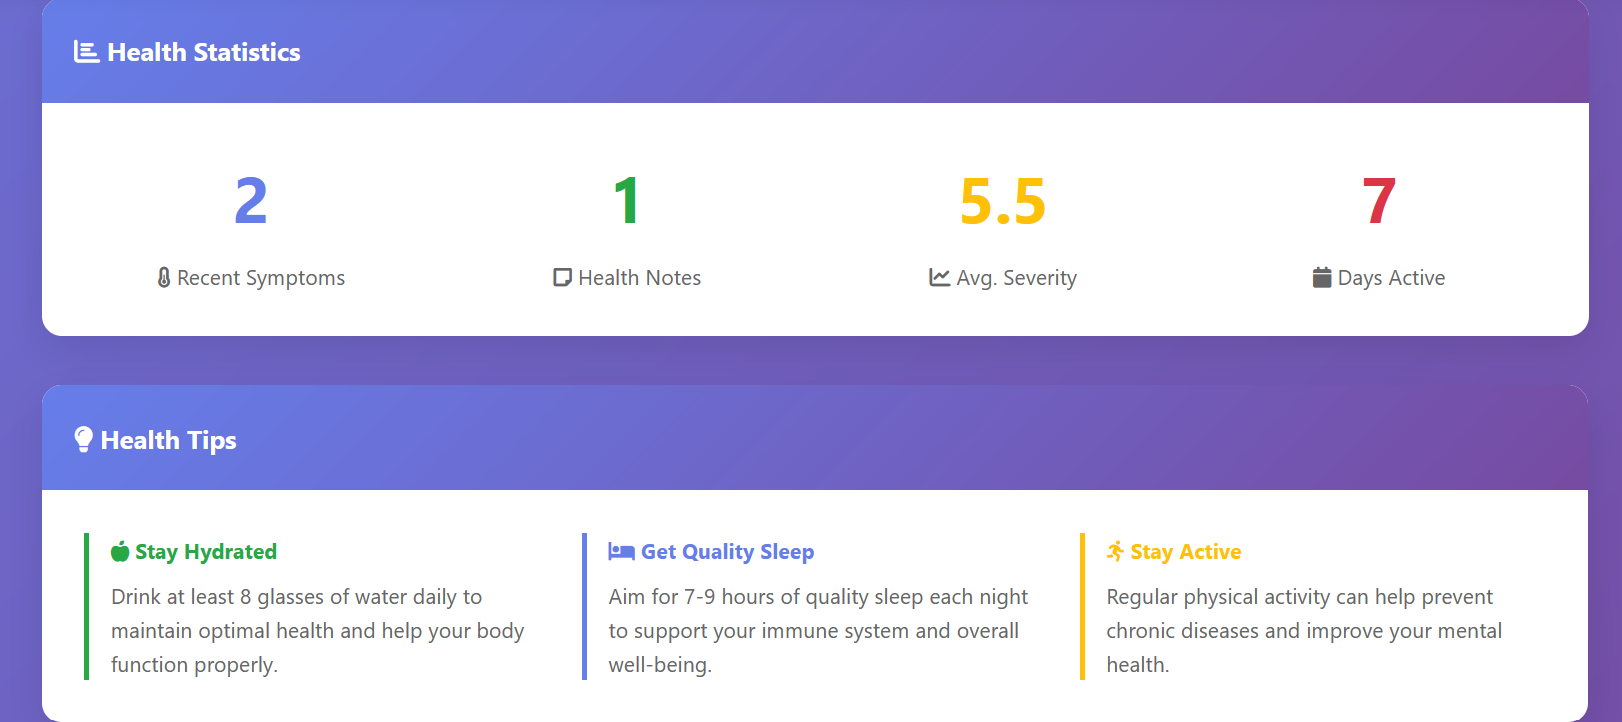 Health Statistics
2
1
5.5
7
Recent Symptoms
Health Notes
Avg. Severity
Days Active
Health Tips
Stay Hydrated
Drink at least 8 glasses of water daily to
maintain optimal health and help your body
function properly.
Get Quality Sleep
Aim for 7-9 hours of quality sleep each night
to support your immune system and overall
well-being.
Stay Active
Regular physical activity can help prevent
chronic diseases and improve your mental
health.